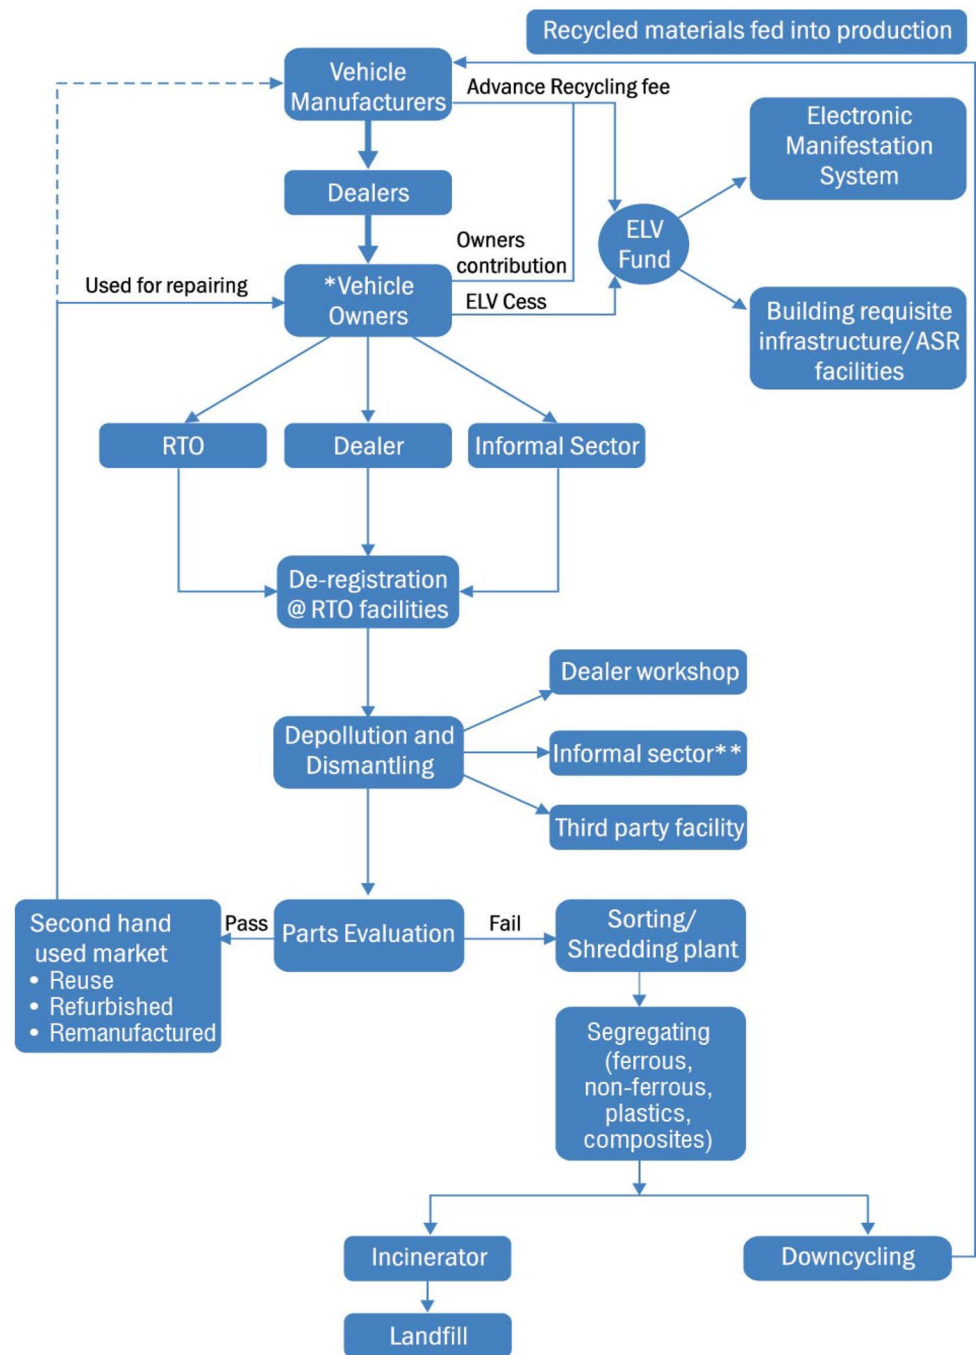 Recycled materials fed into production
Vehicle
Manufacturers
Advance Recycling fee
Electronic
Manifestation
System
Dealers
ELV
Fund
Owners
contribution
Used for repairing
*Vehicle
Owners
ELV Cess
Building requisite
infrastructure/ASR
facilities
RTO
Dealer
Informal Sector
De-registration
@ RTO facilities
Dealer workshop
Depollution and
Dismantling
Informal sector**
Third party facility
Second hand
used market
• Reuse
• Refurbished
• Remanufactured
Pass
Parts Evaluation
Fail
Sorting/
Shredding plant
Segregating
(ferrous,
non-ferrous,
plastics,
composites)
Incinerator
Downcycling
Landfill